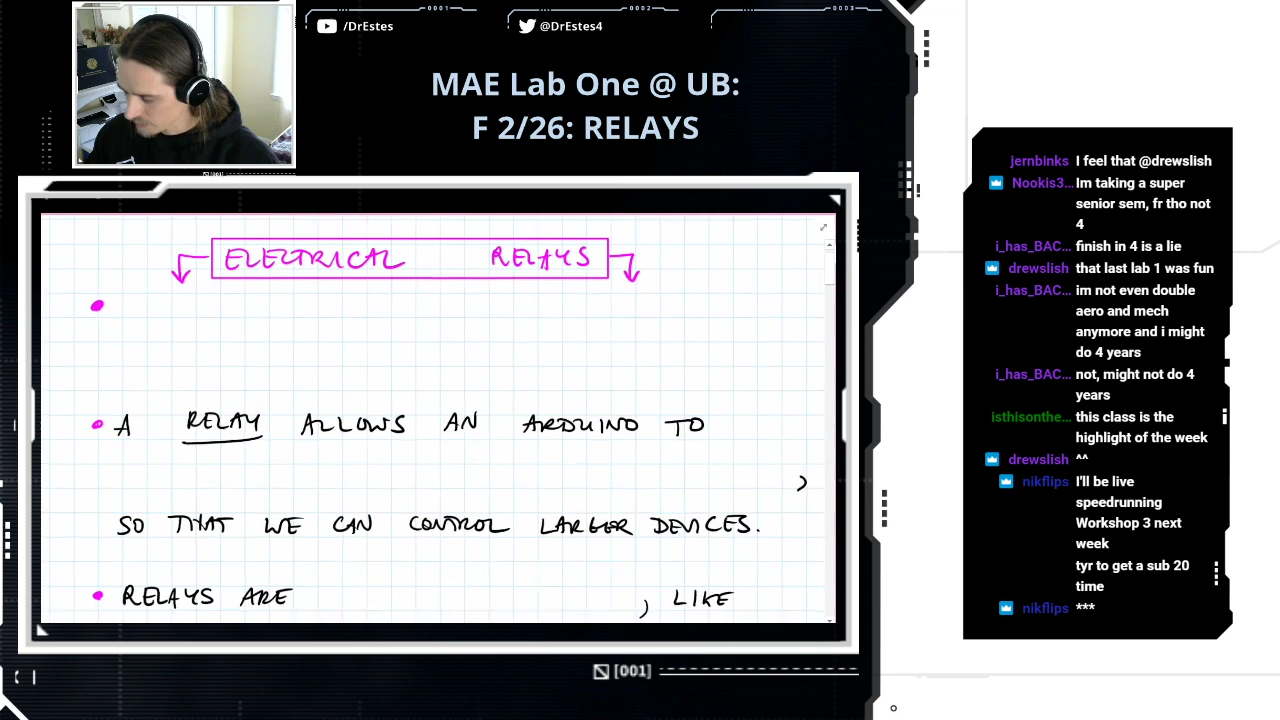 0001
0002
0003
/DrEstes
@DrEstes4
MAE Lab One @ UB:
F 2/26: RELAYS
[001]
ELECTRICAL RELAYS
• A RELAY ALLOWS AN ARDUINO TO
,
SO THAT WE CAN CONTROL LARGER DEVICES.
• RELAYS ARE , LIKE
[001]
jernbinks I feel that @drewslish
Nookis3... Im taking a super
senior sem, fr tho not
4
i_has_BAC... finish in 4 is a lie
drewslish that last lab 1 was fun
i_has_BAC... im not even double
aero and mech
anymore and i might
do 4 years
i_has_BAC... not, might not do 4
years
isthisonthe... this class is the
highlight of the week
drewslish ^^
nikflips I'll be live
speedrunning
Workshop 3 next
week
tyr to get a sub 20
time
nikflips ***